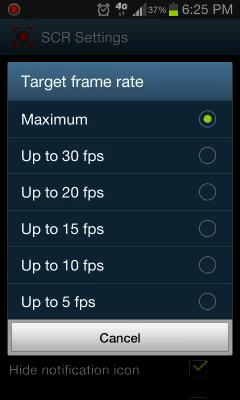 4G
37%
6:25 PM
SCR Settings
Target frame rate
Maximum
Up to 30 fps
Up to 20 fps
Up to 15 fps
Up to 10 fps
Up to 5 fps
Cancel
Hide notification icon